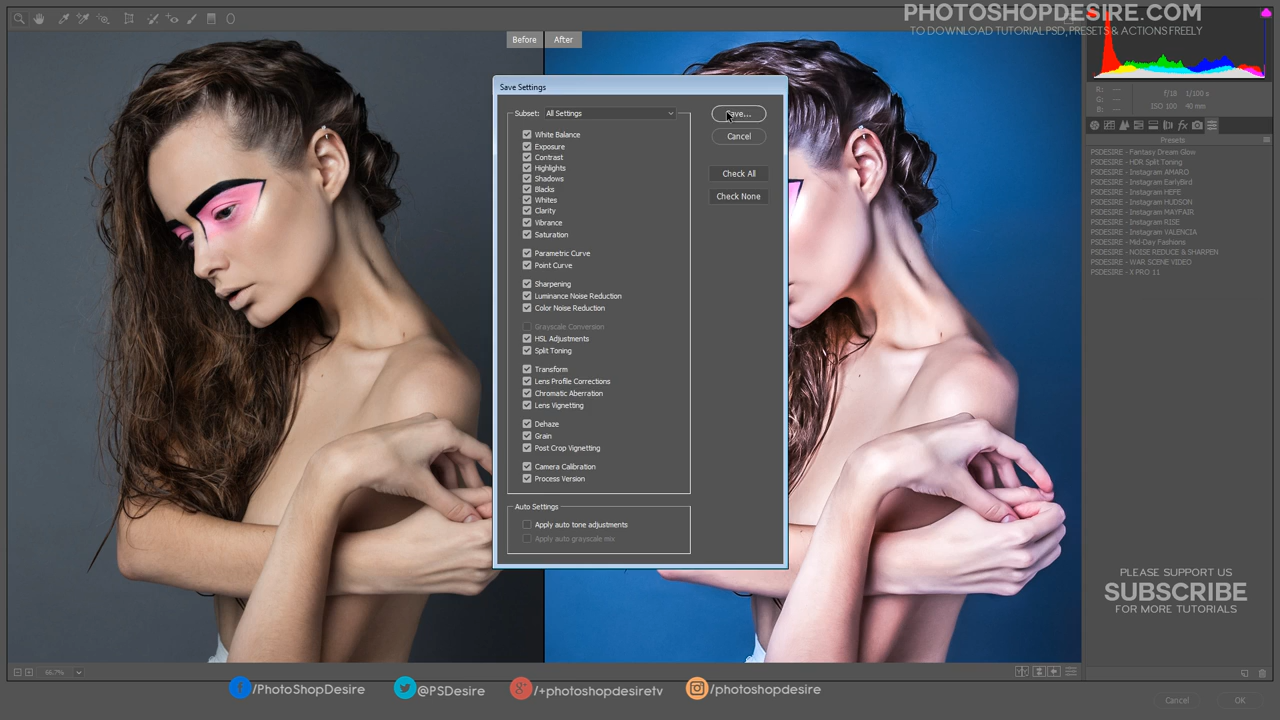 PHOTOSHOPDESIRE.COM
TO DOWNLOAD TUTORIAL PSD, PRESETS & ACTIONS FREELY
Before
After
R: ---
G: ---
B: ---
f/18 1/100 s
ISO 100 40 mm
Presets
PSDESIRE - Fantasy Dream Glow
PSDESIRE - HDR Split Toning
PSDESIRE - Instagram AMARO
PSDESIRE - Instagram EarlyBird
PSDESIRE - Instagram HEFE
PSDESIRE - Instagram HUDSON
PSDESIRE - Instagram MAYFAIR
PSDESIRE - Instagram RISE
PSDESIRE - Instagram VALENCIA
PSDESIRE - Mid-Day Fashions
PSDESIRE - NOISE REDUCE & SHARPEN
PSDESIRE - WAR SCENE VIDEO
PSDESIRE - X PRO 11
Save Settings
Subset: All Settings
Save...
Cancel
Check All
Check None
White Balance
Exposure
Contrast
Highlights
Shadows
Blacks
Whites
Clarity
Vibrance
Saturation
Parametric Curve
Point Curve
Sharpening
Luminance Noise Reduction
Color Noise Reduction
Grayscale Conversion
HSL Adjustments
Split Toning
Transform
Lens Profile Corrections
Chromatic Aberration
Lens Vignetting
Dehaze
Grain
Post Crop Vignetting
Camera Calibration
Process Version
Auto Settings
Apply auto tone adjustments
Apply auto grayscale mix
PLEASE SUPPORT US
SUBSCRIBE
FOR MORE TUTORIALS
66.7%
/PhotoShopDesire
@PSDesire
/+photoshopdesiretv
/photoshopdesire
Cancel
OK